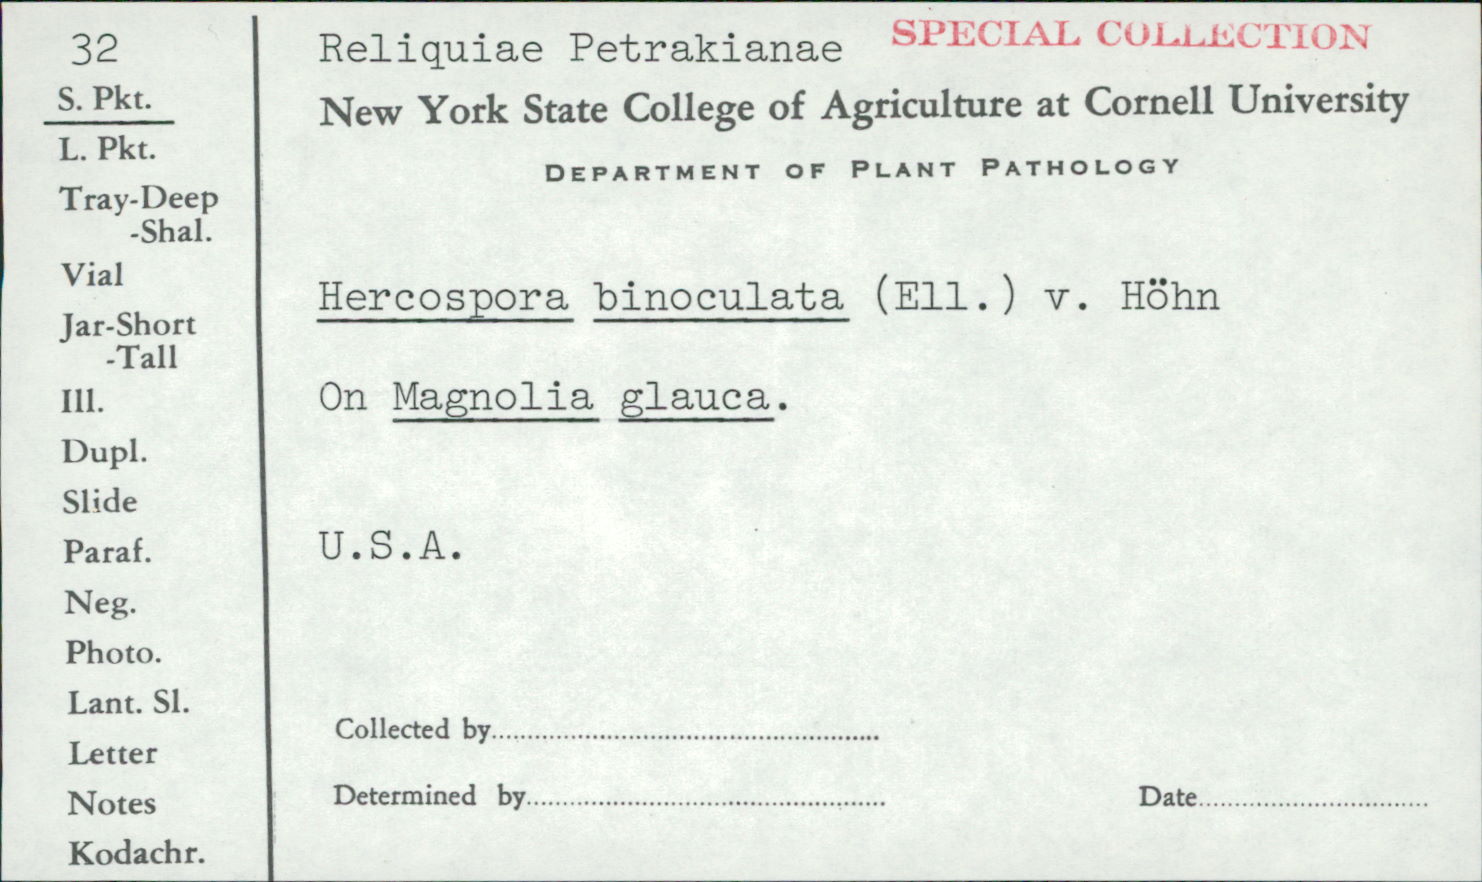 32
S. Pkt.
L. Pkt.
Tray-Deep
-Shal.
Vial
Jar-Short
-Tall
Ill.
Dupl.
Slide
Paraf.
Neg.
Photo.
Lant. Sl.
Letter
Notes
Kodachr.
Reliquiae Petrakianae SPECIAL COLLECTION
New York State College of Agriculture at Cornell University
DEPARTMENT OF PLANT PATHOLOGY
Hercospora binoculata (Ell.) v. Höhn
On Magnolia glauca.
U.S.A.
Collected by
Determined by Date